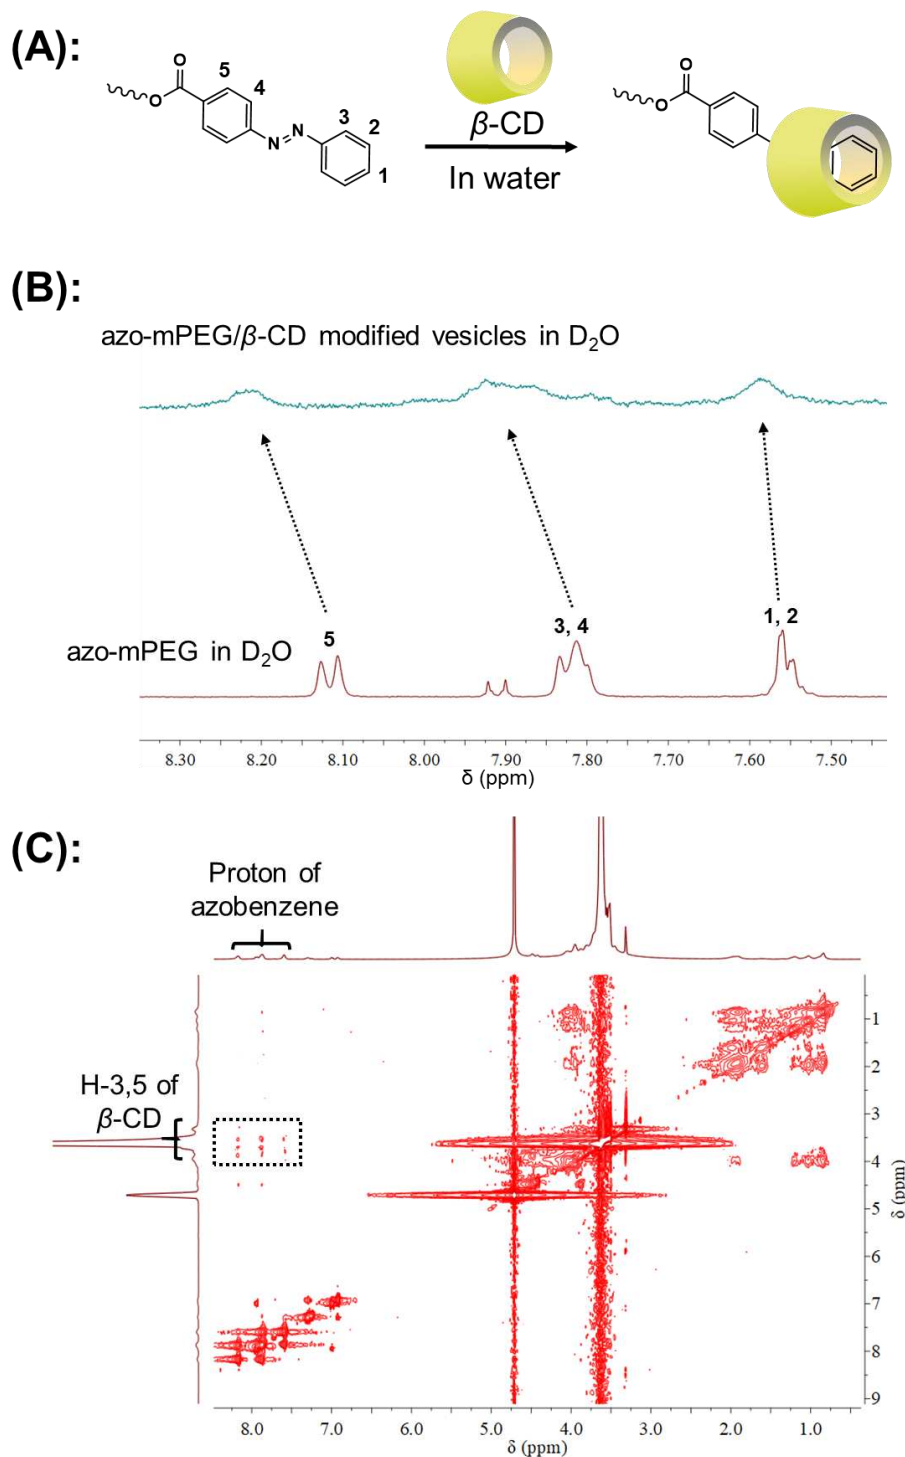 (A):
O
O
5
4
N
N
3
2
1
β-CD
In water
O
O
(B):
azo-mPEG/β-CD modified vesicles in D2O
azo-mPEG in D2O
5
3, 4
1, 2
8.30 8.20 8.10 8.00 7.90 7.80 7.70 7.60 7.50
δ (ppm)
(C):
Proton of
azobenzene
H-3,5 of
β-CD
1
2
3
4
5
6
7
8
9
δ (ppm)
8.0 7.0 6.0 5.0 4.0 3.0 2.0 1.0
δ (ppm)